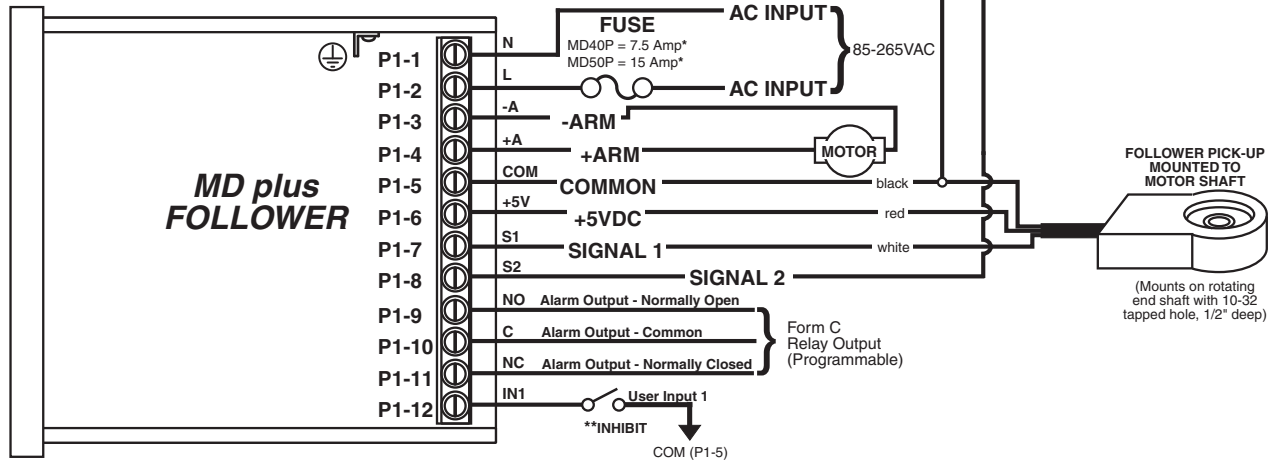 AC INPUT
N
FUSE
MD40P = 7.5 Amp*
MD50P = 15 Amp*
85-265VAC
P1-1
L
AC INPUT
P1-2
-A
-ARM
P1-3
+A
+ARM
MOTOR
P1-4
COM
COMMON
black
P1-5
+5V
+5VDC
red
P1-6
S1
SIGNAL 1
white
P1-7
S2
SIGNAL 2
P1-8
NO
Alarm Output - Normally Open
P1-9
C
Alarm Output - Common
P1-10
NC
Alarm Output - Normally Closed
P1-11
Form C
Relay Output
(Programmable)
IN1
User Input 1
P1-12
**INHIBIT
COM (P1-5)
MD plus
FOLLOWER
FOLLOWER PICK-UP
MOUNTED TO
MOTOR SHAFT
(Mounts on rotating
end shaft with 10-32
tapped hole, 1/2" deep)